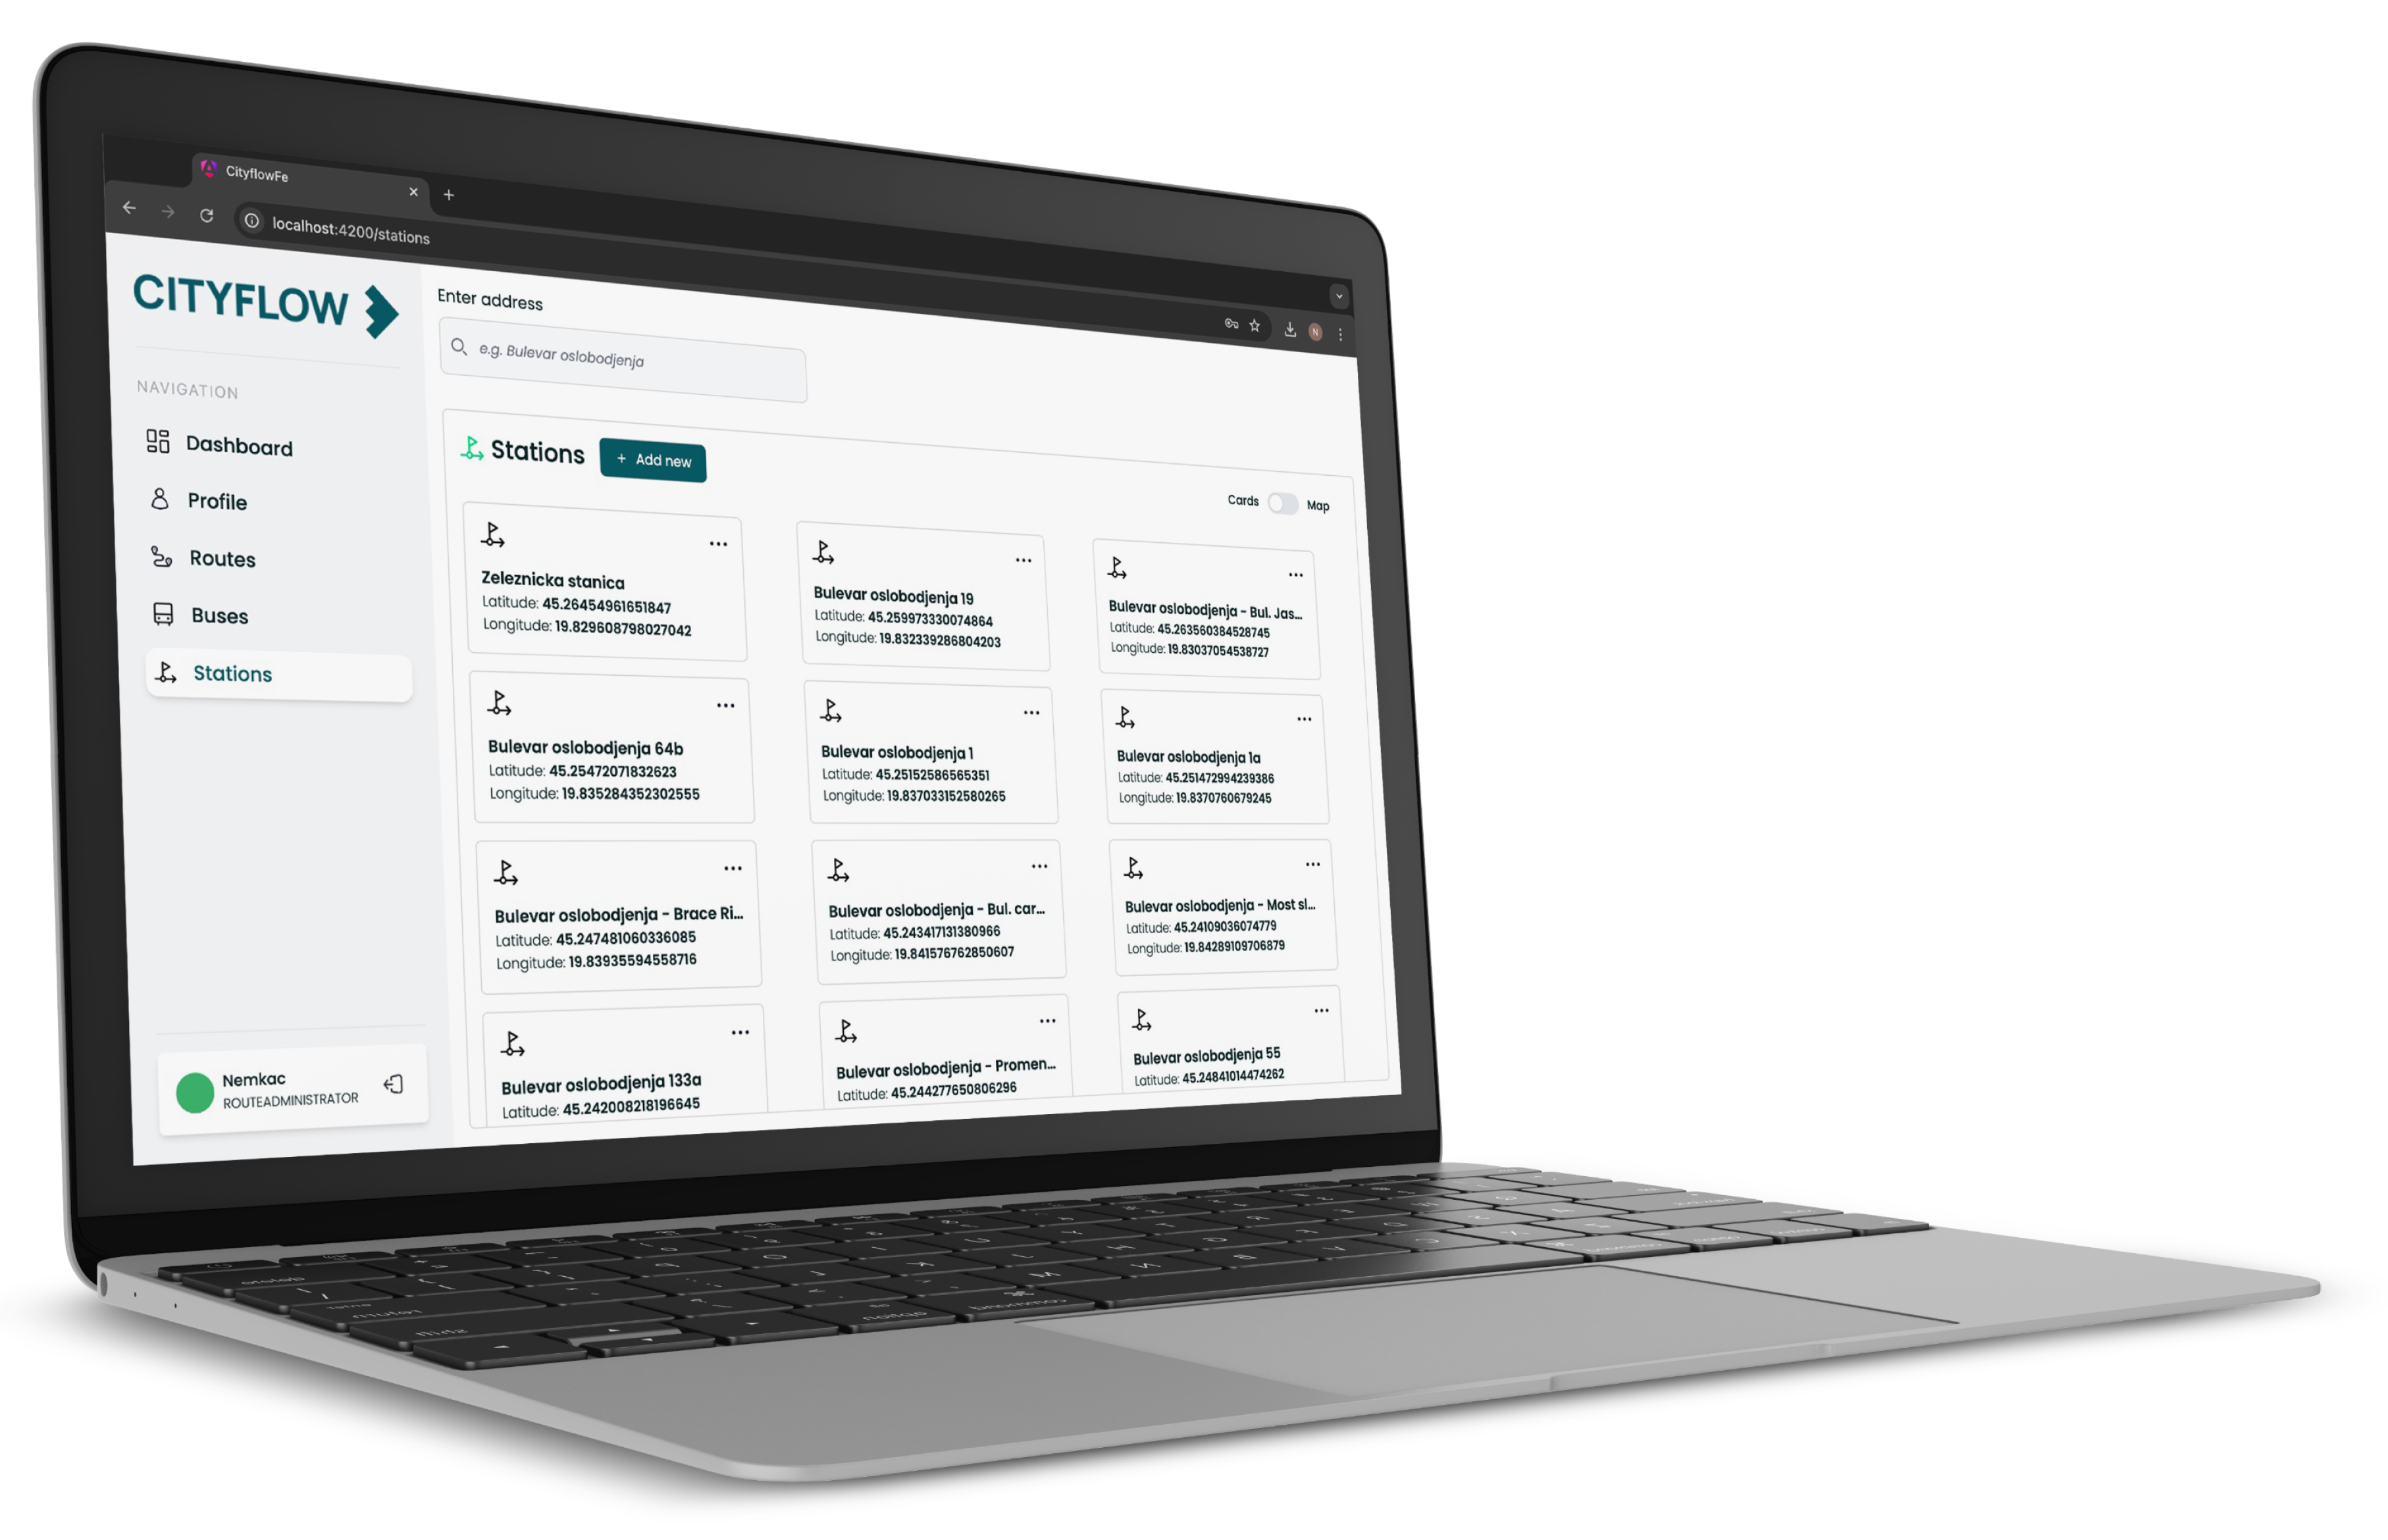 CityflowFe
localhost:4200/stations
N
CITYFLOW
NAVIGATION
Dashboard
Profile
Routes
Buses
Stations
Nemkac
ROUTEADMINISTRATOR
Enter address
e.g. Bulevar oslobodjenja
Stations
+ Add new
Cards
Map
Zeleznicka stanica
Latitude: 45.26454961651847
Longitude: 19.829608798027042
Bulevar oslobodjenja 19
Latitude: 45.259973330074864
Longitude: 19.832339286804203
Bulevar oslobodjenja - Bul. Jas...
Latitude: 45.263560384528745
Longitude: 19.83037054538727
Bulevar oslobodjenja 64b
Latitude: 45.25472071832623
Longitude: 19.835284352302555
Bulevar oslobodjenja 1
Latitude: 45.25152586565351
Longitude: 19.837033152580265
Bulevar oslobodjenja 1a
Latitude: 45.251472994239386
Longitude: 19.8370760679245
Bulevar oslobodjenja - Brace Ri...
Latitude: 45.247481060336085
Longitude: 19.83935594558716
Bulevar oslobodjenja - Bul. car...
Latitude: 45.243417131380966
Longitude: 19.841576762850607
Bulevar oslobodjenja - Most sl...
Latitude: 45.24109036074779
Longitude: 19.84289109706879
Bulevar oslobodjenja 133a
Latitude: 45.242008218196645
Bulevar oslobodjenja - Promen...
Latitude: 45.244277650806296
Bulevar oslobodjenja 55
Latitude: 45.24841014474262